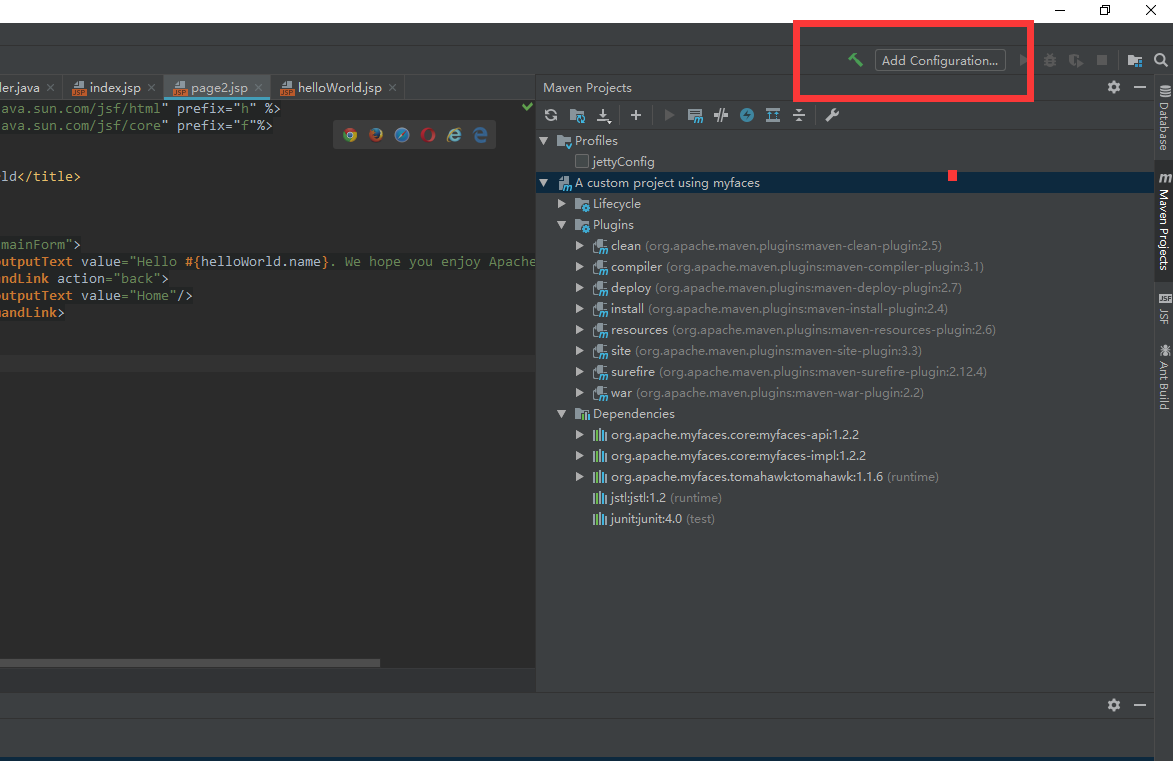 Add Configuration...
ler.java
index.jsp
page2.jsp
helloWorld.jsp
ava.sun.com/jsf/html" prefix="h" %>
ava.sun.com/jsf/core" prefix="f"%>
ld</title>
mainForm">
outputText value="Hello #{helloWorld.name}. We hope you enjoy Apache
andLink action="back">
outputText value="Home"/>
mandLink>
Maven Projects
Profiles
jettyConfig
A custom project using myfaces
Lifecycle
Plugins
clean (org.apache.maven.plugins:maven-clean-plugin:2.5)
compiler (org.apache.maven.plugins:maven-compiler-plugin:3.1)
deploy (org.apache.maven.plugins:maven-deploy-plugin:2.7)
install (org.apache.maven.plugins:maven-install-plugin:2.4)
resources (org.apache.maven.plugins:maven-resources-plugin:2.6)
site (org.apache.maven.plugins:maven-site-plugin:3.3)
surefire (org.apache.maven.plugins:maven-surefire-plugin:2.12.4)
war (org.apache.maven.plugins:maven-war-plugin:2.2)
Dependencies
org.apache.myfaces.core:myfaces-api:1.2.2
org.apache.myfaces.core:myfaces-impl:1.2.2
org.apache.myfaces.tomahawk:tomahawk:1.1.6 (runtime)
jstl:jstl:1.2 (runtime)
junit:junit:4.0 (test)
Database
Maven Projects
JSF
Ant Build